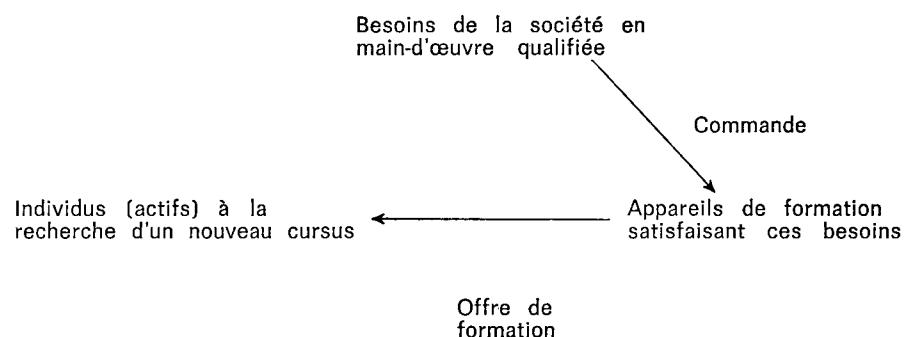 Besoins de la société en
main-d'œuvre qualifiée
Commande
Individus (actifs) à la
recherche d'un nouveau cursus
Appareils de formation
satisfaisant ces besoins
Offre de
formation